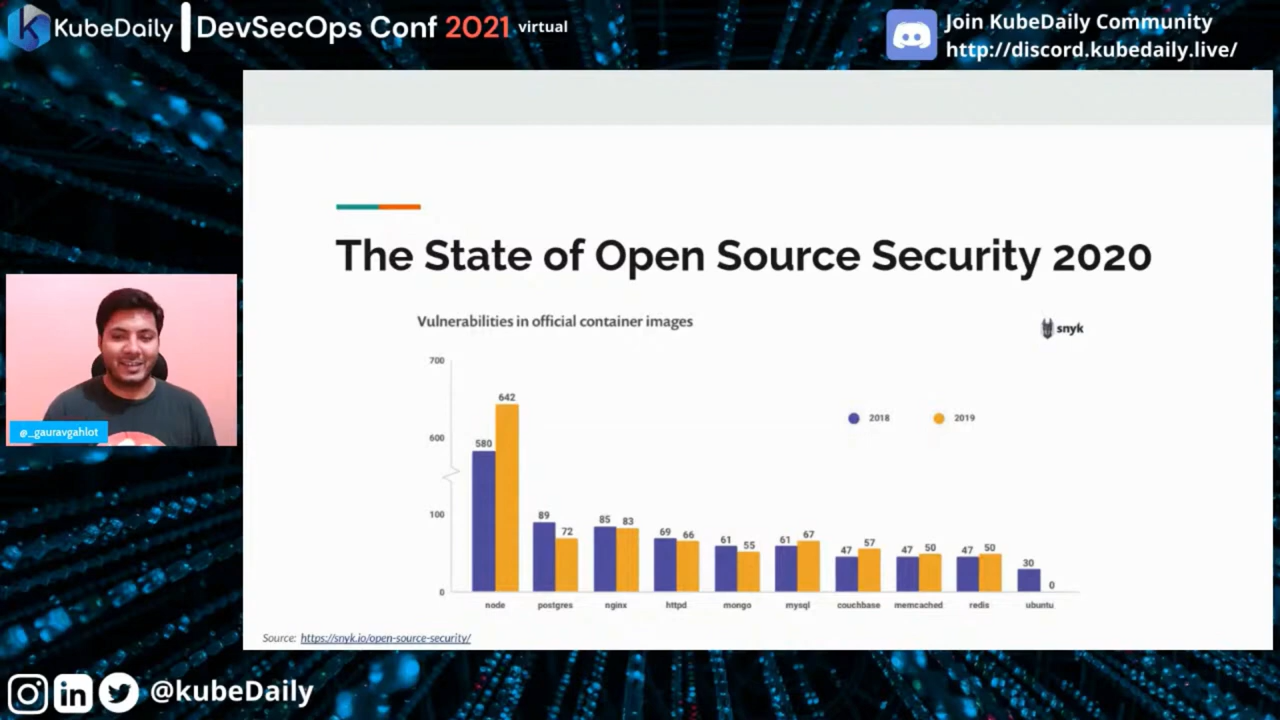 KubeDaily | DevSecOps Conf 2021 virtual
Join KubeDaily Community
http://discord.kubedaily.live/
The State of Open Source Security 2020
Vulnerabilities in official container images
snyk
700
600
100
0
2018
2019
580 642
89 72
85 83
69 66
61 55
61 67
47 57
47 50
47 50
30 0
node postgres nginx httpd mongo mysql couchbase memcached redis ubuntu
Source: https://snyk.io/open-source-security/
@_gauravgahlot
@kubeDaily